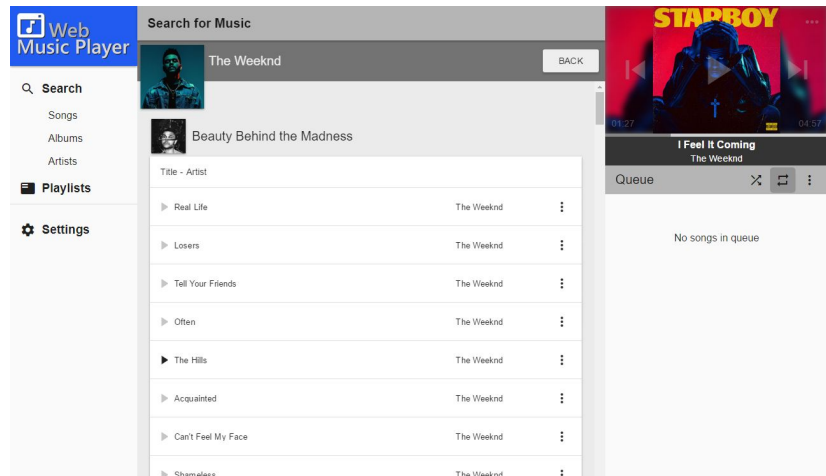 Web
Music Player
Search
Songs
Albums
Artists
Playlists
Settings
Search for Music
The Weeknd
BACK
Beauty Behind the Madness
Title - Artist
Real Life The Weeknd
Losers The Weeknd
Tell Your Friends The Weeknd
Often The Weeknd
The Hills The Weeknd
Acquainted The Weeknd
Can't Feel My Face The Weeknd
Shameless The Weeknd
STARBOY
01:27 04:57
I Feel It Coming
The Weeknd
Queue
No songs in queue